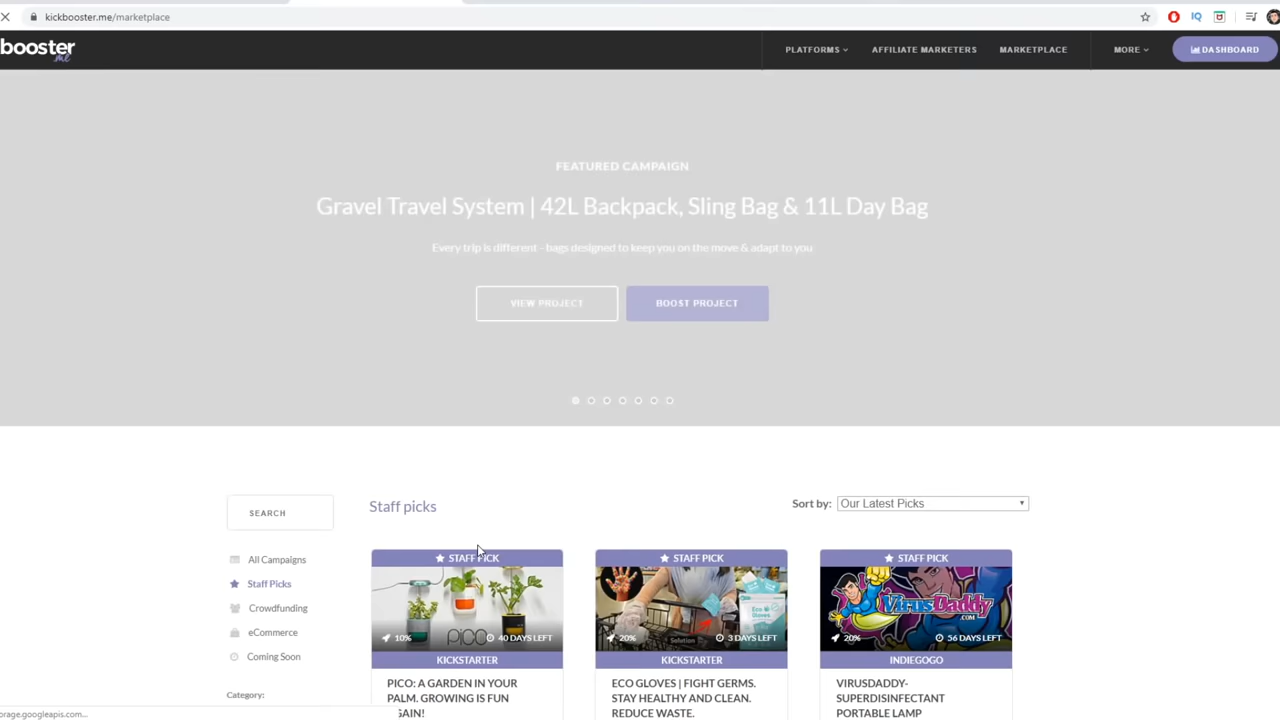 kickbooster.me/marketplace
booster
me
PLATFORMS
AFFILIATE MARKETERS
MARKETPLACE
MORE
DASHBOARD
FEATURED CAMPAIGN
Gravel Travel System | 42L Backpack, Sling Bag & 11L Day Bag
Every trip is different - bags designed to keep you on the move & adapt to you
VIEW PROJECT
BOOST PROJECT
SEARCH
All Campaigns
Staff Picks
Crowdfunding
eCommerce
Coming Soon
Category:
Staff picks
Sort by: Our Latest Picks
STAFF PICK
PICO
10%
40 DAYS LEFT
KICKSTARTER
PICO: A GARDEN IN YOUR
PALM. GROWING IS FUN
GAIN!
STAFF PICK
Eco
Gloves
Solution
20%
3 DAYS LEFT
KICKSTARTER
ECO GLOVES | FIGHT GERMS.
STAY HEALTHY AND CLEAN.
REDUCE WASTE.
STAFF PICK
VirusDaddy
.COM
20%
56 DAYS LEFT
INDIEGOGO
VIRUSDADDY-
SUPERDISINFECTANT
PORTABLE LAMP
orage.googleapis.com...